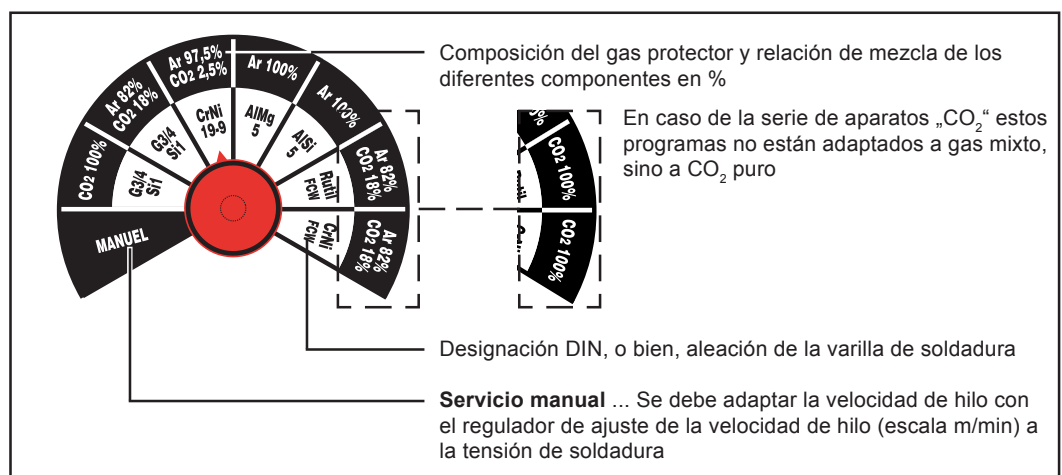 Ar 97,5%
CO2 2,5%
Ar 100%
Ar 82%
CO2 18%
Ar 100%
CO2 100%
G3/4
Si1
G3/4
Si1
CrNi
19-9
AlMg
5
AlSi
5
Rutil
FCW
Ar 82%
CO2 18%
CrNi
FCW
Ar 82%
CO2 18%
MANUEL
Composición del gas protector y relación de mezcla de los
diferentes componentes en %
CO2 100%
CO2 100%
En caso de la serie de aparatos „CO2“ estos
programas no están adaptados a gas mixto,
sino a CO2 puro
Designación DIN, o bien, aleación de la varilla de soldadura
Servicio manual ... Se debe adaptar la velocidad de hilo con
el regulador de ajuste de la velocidad de hilo (escala m/min) a
la tensión de soldadura